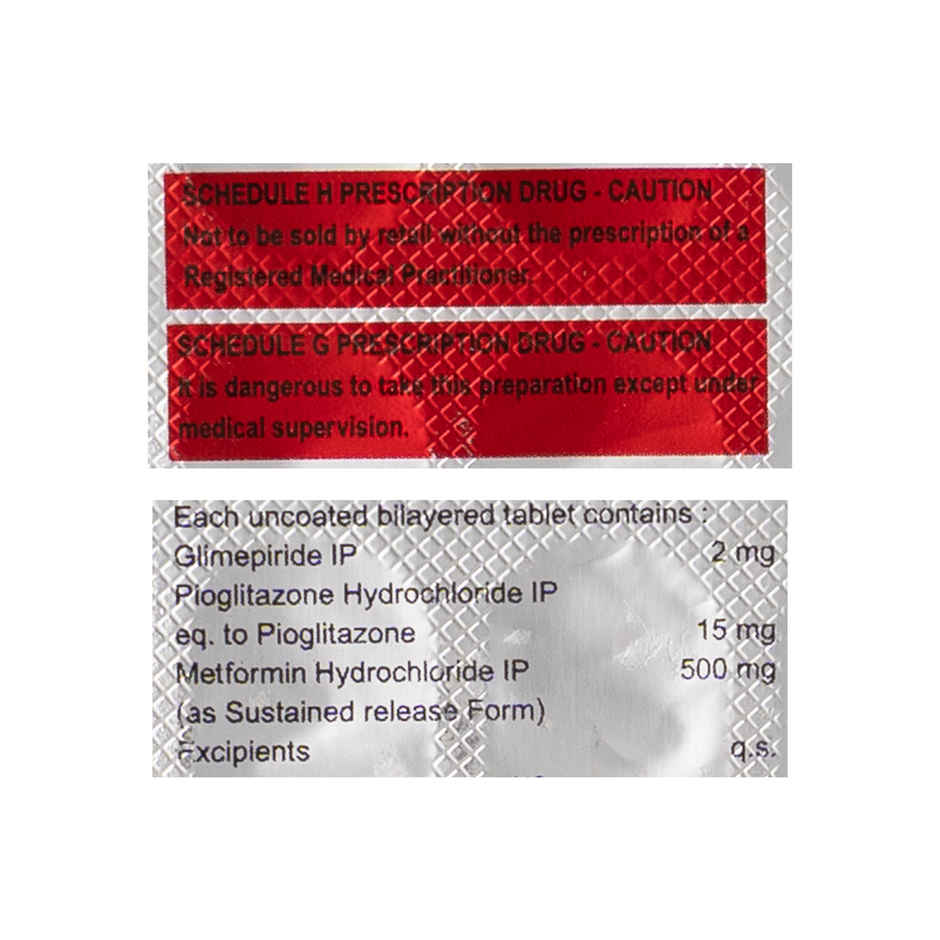 SCHEDULE H PRESCRIPTION DRUG - CAUTION
Not to be sold by retail without the prescription of a
Registered Medical Practitioner.
SCHEDULE G PRESCRIPTION DRUG - CAUTION
It is dangerous to take this preparation except under
medical supervision.
Each uncoated bilayered tablet contains :
Glimepiride IP 2 mg
Pioglitazone Hydrochloride IP
eq. to Pioglitazone 15 mg
Metformin Hydrochloride IP 500 mg
(as Sustained release Form)
Excipients q.s.